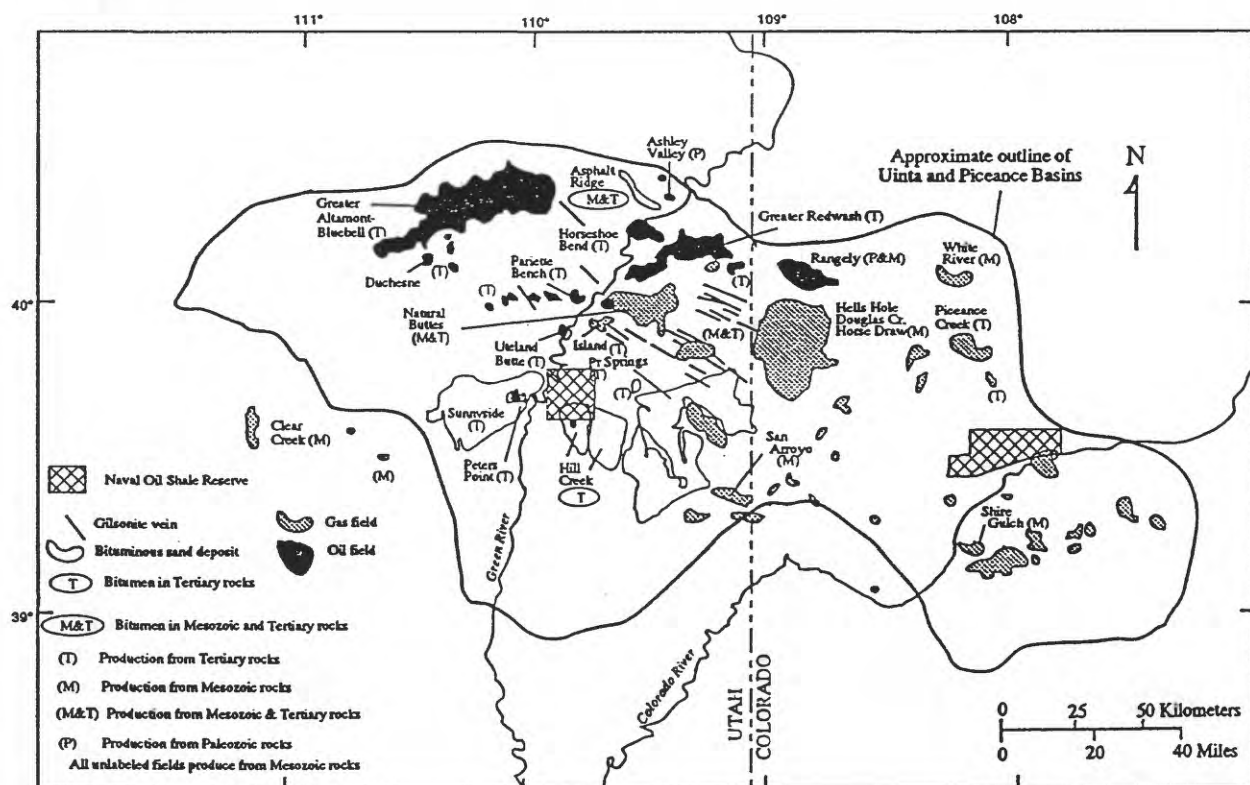 111°
110°
109°
108°
Ashley
Valley (P)
Asphalt
Ridge
M&T
Approximate outline of
Uinta and Piceance Basins
N
Greater
Altamont-
Bluebell (T)
Horseshoe
Bend (T)
Greater Redwash (T)
Rangely (P&M)
White
River (M)
Duchesne
(T)
Pariette
Bench (T)
(T)
(T)
40°
40°
Natural
Buttes
(M&T)
Hells Hole
Douglas Cr.
Horse Draw(M)
Piceance
Creek (T)
(M&T)
Uteland
Butte (T)
Island (T)
Pr Springs
(T)
(T)
(T)
Sunnyside
(T)
Clear
Creek (M)
(M)
Peters
Point (T)
Hill
Creek
T
San
Arroyo
(M)
Shire
Gulch (M)
Naval Oil Shale Reserve
Gilsonite vein
Gas field
Bituminous sand deposit
Oil field
T Bitumen in Tertiary rocks
39°
39°
M&T Bitumen in Mesozoic and Tertiary rocks
(T) Production from Tertiary rocks
(M) Production from Mesozoic rocks
(M&T) Production from Mesozoic & Tertiary rocks
(P) Production from Paleozoic rocks
All unlabeled fields produce from Mesozoic rocks
Green River
Colorado River
UTAH
COLORADO
0 25 50 Kilometers
0 20 40 Miles